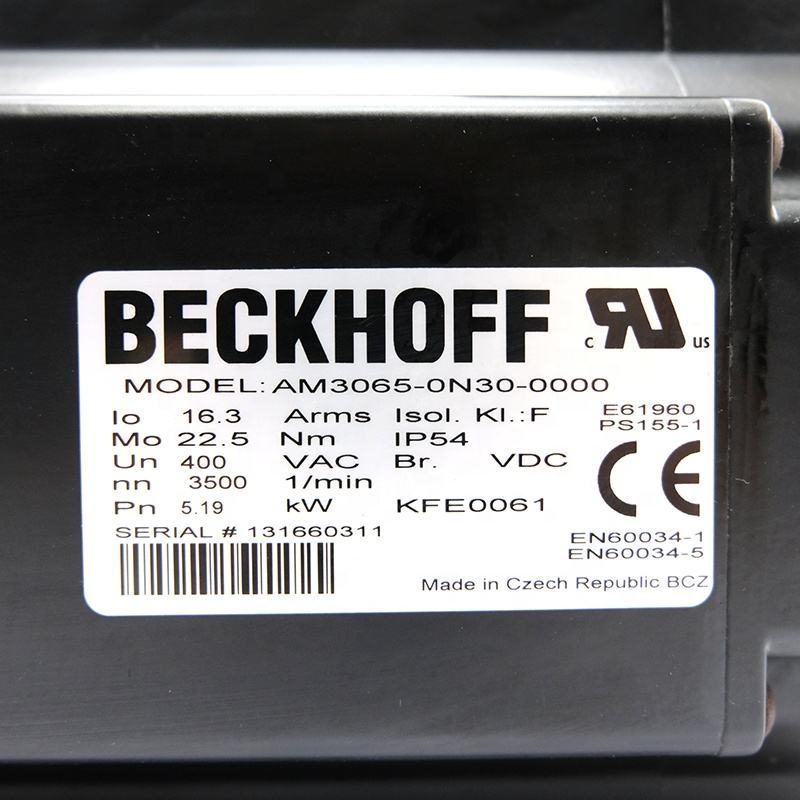 BECKHOFF
c RU us
MODEL: AM3065-0N30-0000
Io 16.3 Arms Isol. Kl.:F E61960
PS155-1
Mo 22.5 Nm IP54
Un 400 VAC Br. VDC
nn 3500 1/min CE
Pn 5.19 kW KFE0061
SERIAL # 131660311
EN60034-1
EN60034-5
Made in Czech Republic BCZ